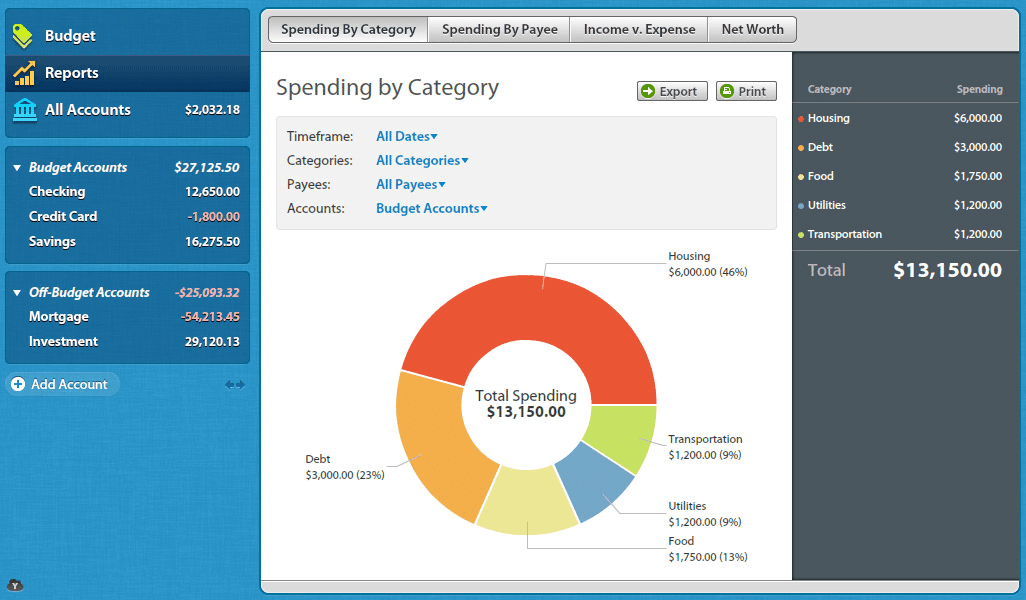 Budget
Reports
All Accounts $2,032.18
Budget Accounts $27,125.50
Checking 12,650.00
Credit Card -1,800.00
Savings 16,275.50
Off-Budget Accounts -$25,093.32
Mortgage -54,213.45
Investment 29,120.13
Add Account
Y
Spending By Category Spending By Payee Income v. Expense Net Worth
Spending by Category
Export Print
Timeframe: All Dates
Categories: All Categories
Payees: All Payees
Accounts: Budget Accounts
Housing
$6,000.00 (46%)
Total Spending
$13,150.00
Transportation
$1,200.00 (9%)
Debt
$3,000.00 (23%)
Utilities
$1,200.00 (9%)
Food
$1,750.00 (13%)
Category Spending
Housing $6,000.00
Debt $3,000.00
Food $1,750.00
Utilities $1,200.00
Transportation $1,200.00
Total $13,150.00